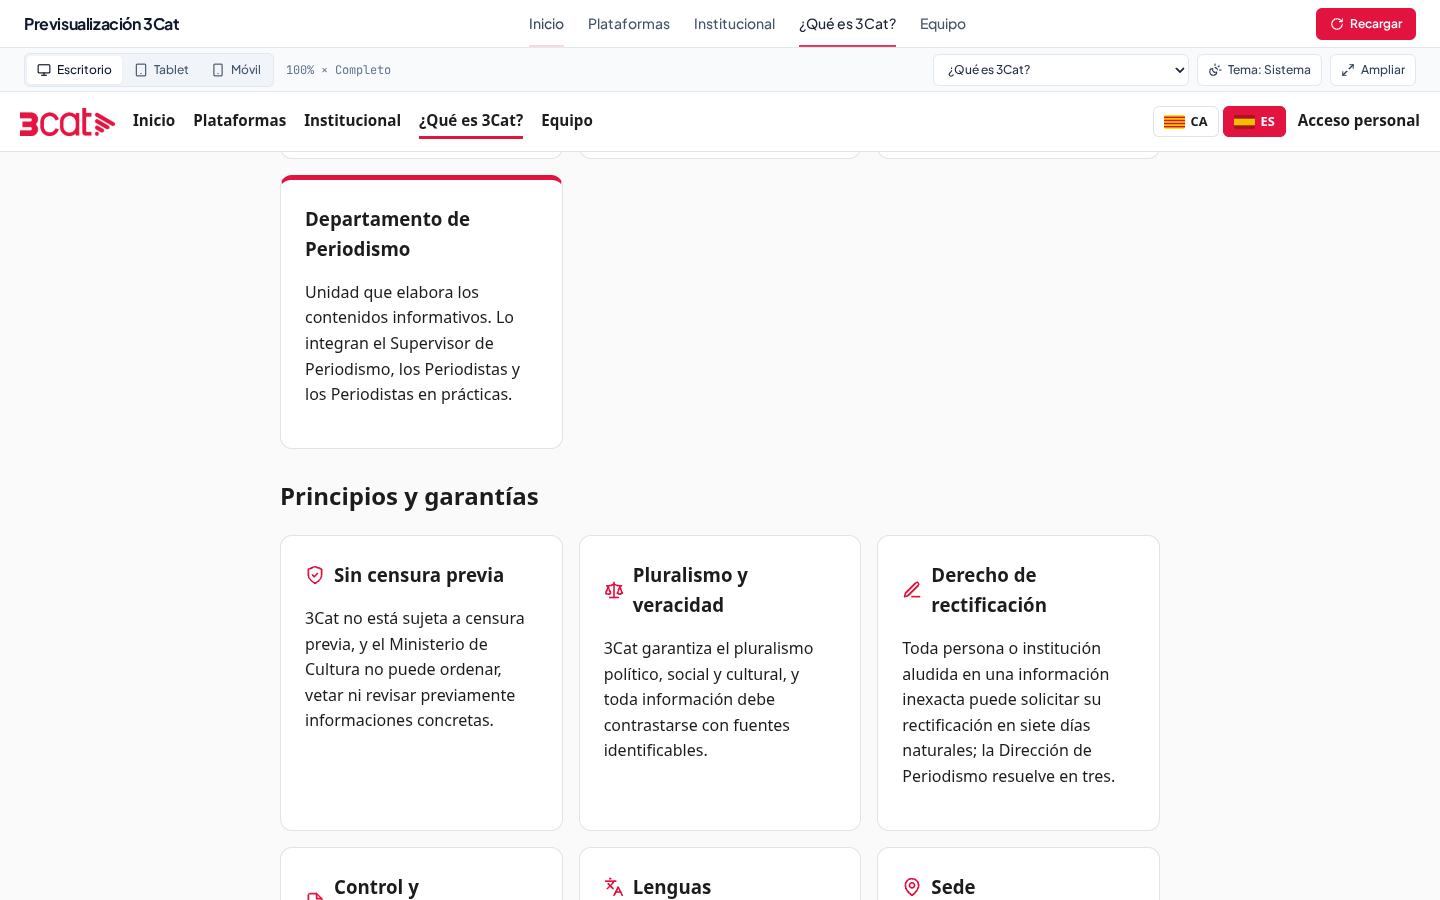 Previsualización 3Cat
Inicio
Plataformas
Institucional
¿Qué es 3Cat?
Equipo
Recargar
Escritorio
Tablet
Móvil
100% × Completo
¿Qué es 3Cat?
Tema: Sistema
Ampliar
3cat
Inicio
Plataformas
Institucional
¿Qué es 3Cat?
Equipo
CA
ES
Acceso personal
Departamento de
Periodismo
Unidad que elabora los
contenidos informativos. Lo
integran el Supervisor de
Periodismo, los Periodistas y
los Periodistas en prácticas.
Principios y garantías
Sin censura previa
3Cat no está sujeta a censura
previa, y el Ministerio de
Cultura no puede ordenar,
vetar ni revisar previamente
informaciones concretas.
Pluralismo y
veracidad
3Cat garantiza el pluralismo
político, social y cultural, y
toda información debe
contrastarse con fuentes
identificables.
Derecho de
rectificación
Toda persona o institución
aludida en una información
inexacta puede solicitar su
rectificación en siete días
naturales; la Dirección de
Periodismo resuelve en tres.
Control y
Lenguas
Sede